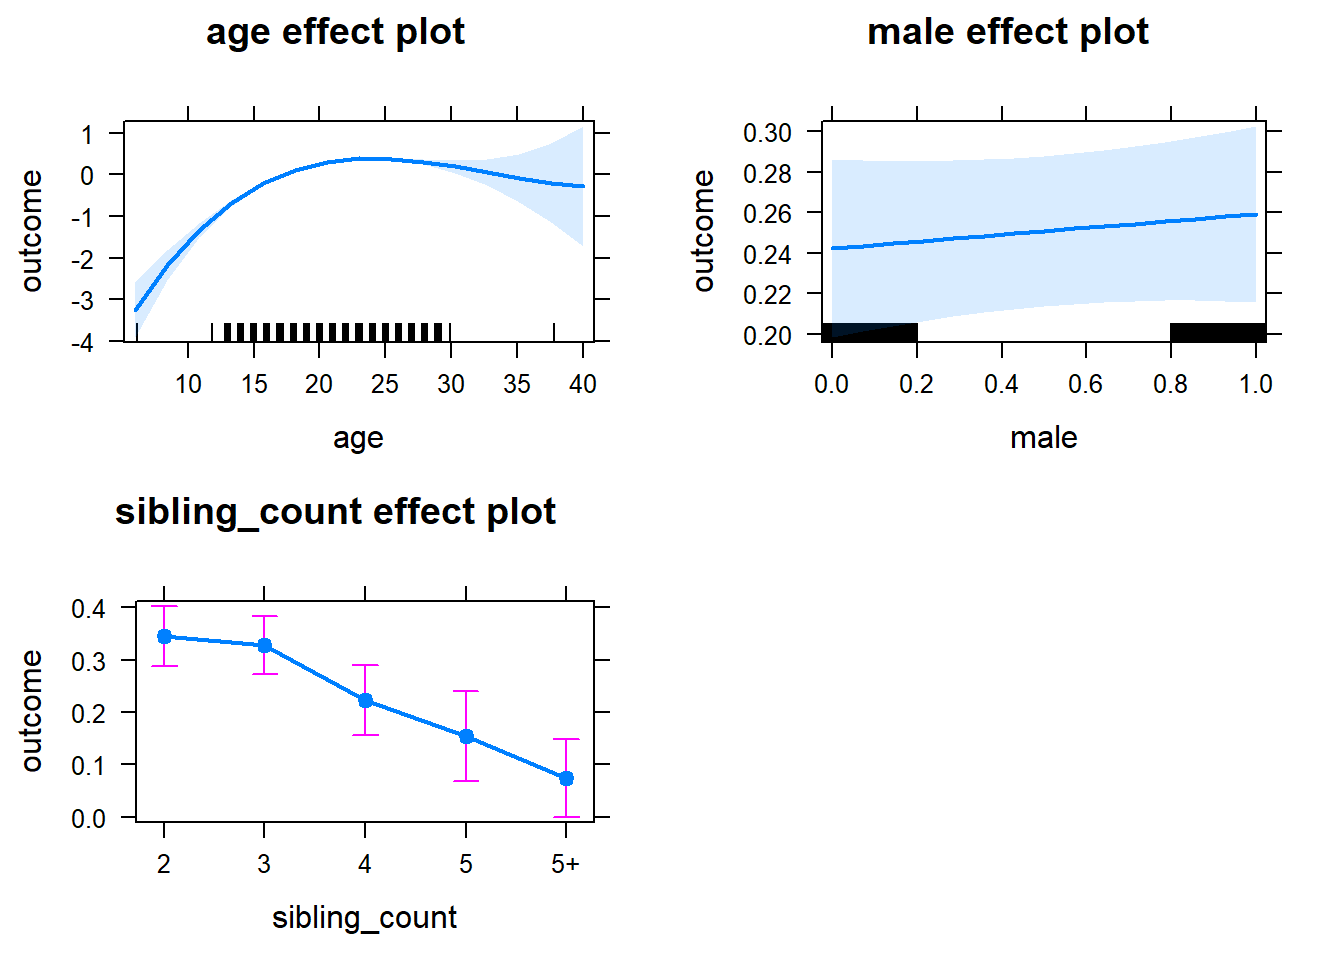 age effect plot
outcome
1
0
-1
-2
-3
-4
10 15 20 25 30 35 40
age
male effect plot
outcome
0.30
0.28
0.26
0.24
0.22
0.20
0.0 0.2 0.4 0.6 0.8 1.0
male
sibling_count effect plot
outcome
0.4
0.3
0.2
0.1
0.0
2 3 4 5 5+
sibling_count